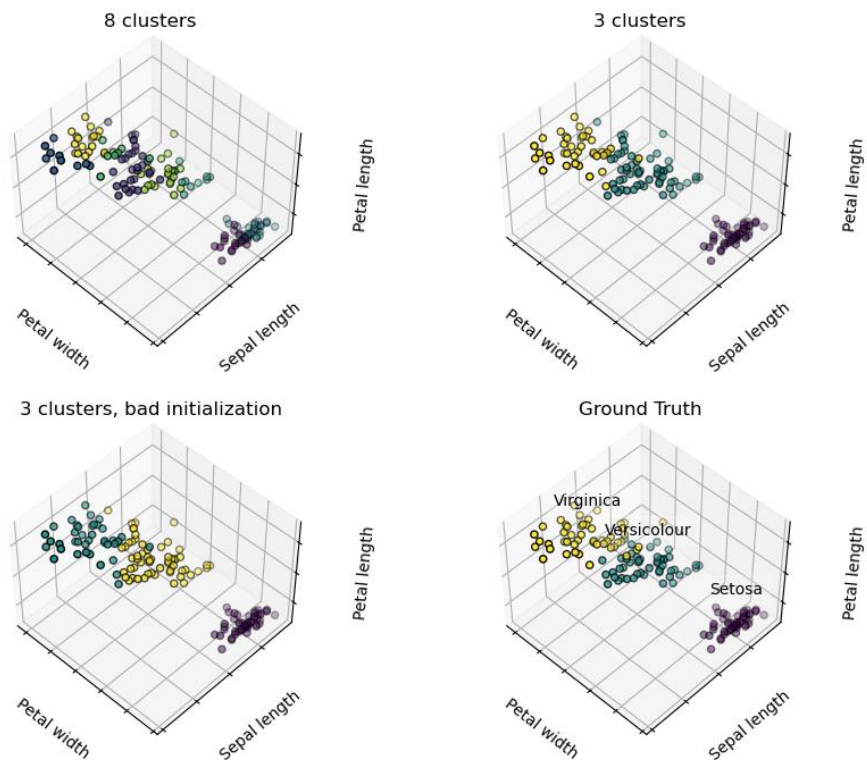 8 clusters
Petal length
Petal width
Sepal length
3 clusters
Petal length
Petal width
Sepal length
3 clusters, bad initialization
Petal length
Petal width
Sepal length
Ground Truth
Virginica
Versicolour
Setosa
Petal length
Petal width
Sepal length